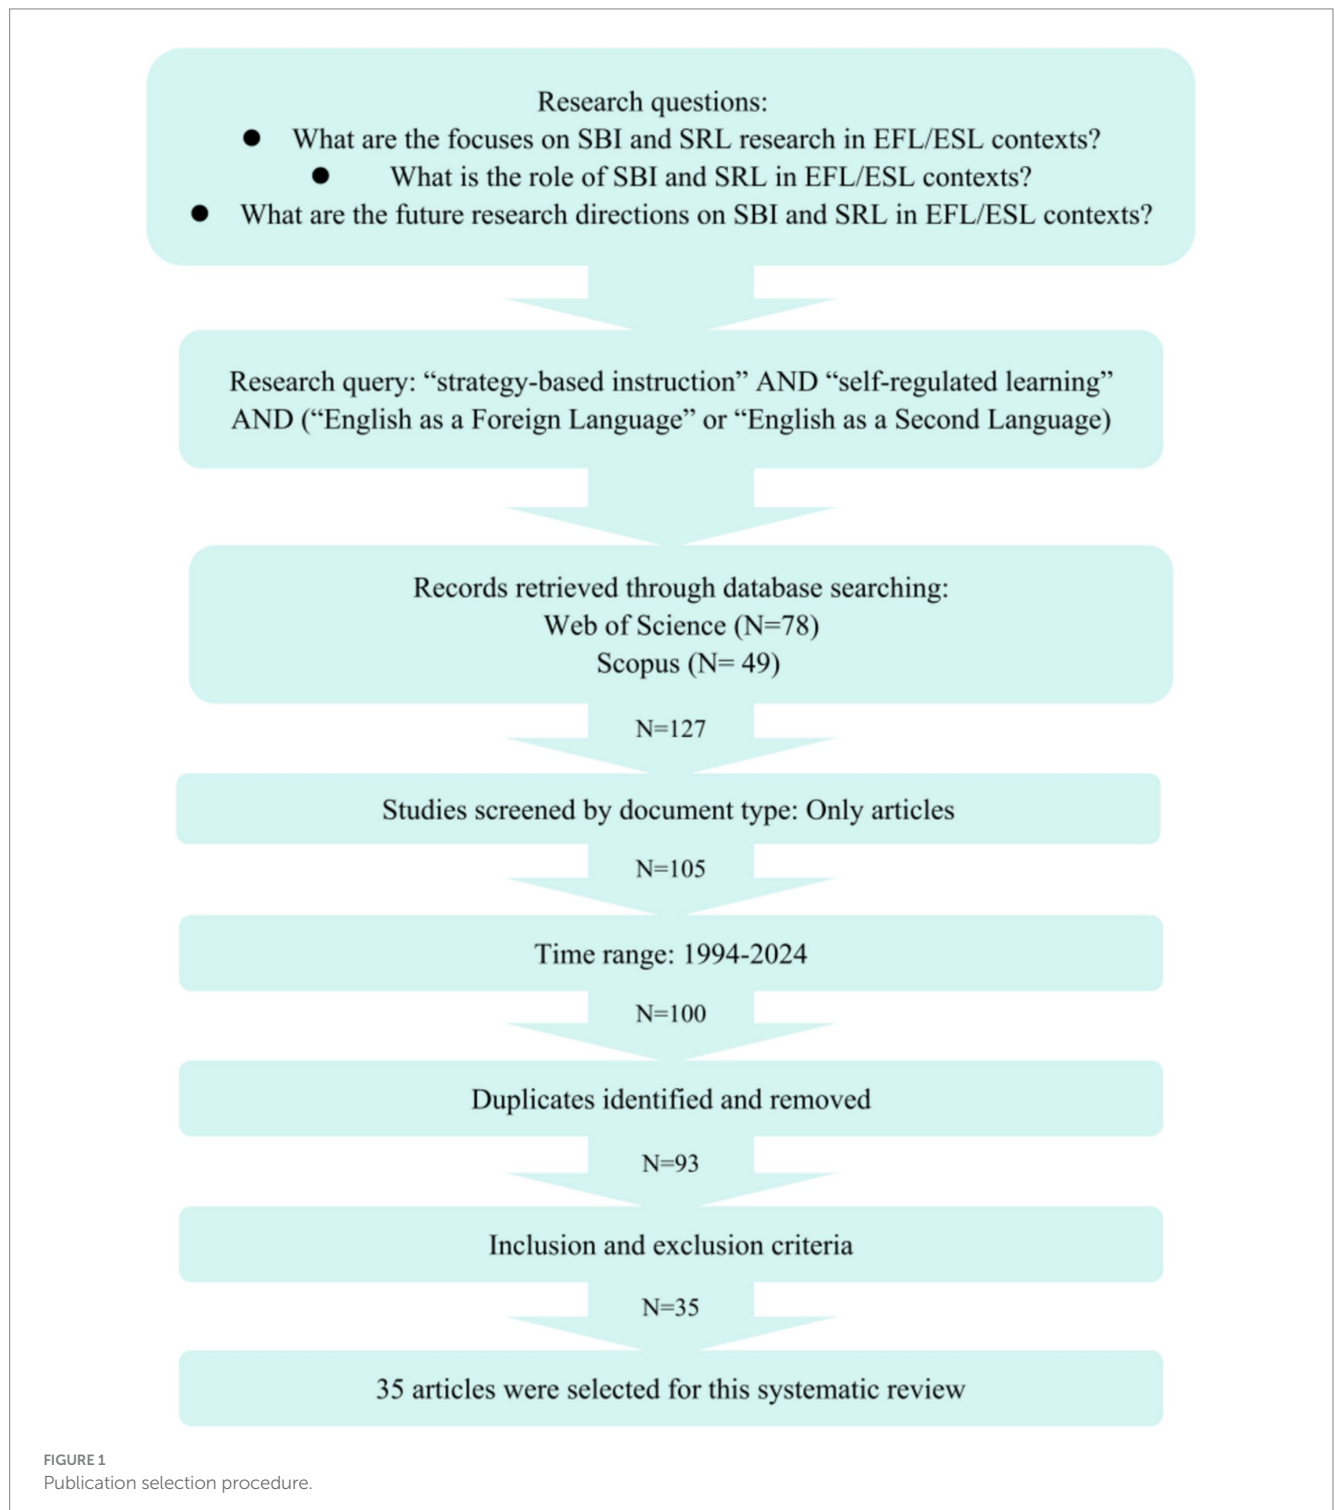 Research questions:
● What are the focuses on SBI and SRL research in EFL/ESL contexts?
● What is the role of SBI and SRL in EFL/ESL contexts?
● What are the future research directions on SBI and SRL in EFL/ESL contexts?
Research query: “strategy-based instruction” AND “self-regulated learning”
AND (“English as a Foreign Language” or “English as a Second Language)
Records retrieved through database searching:
Web of Science (N=78)
Scopus (N= 49)
N=127
Studies screened by document type: Only articles
N=105
Time range: 1994-2024
N=100
Duplicates identified and removed
N=93
Inclusion and exclusion criteria
N=35
35 articles were selected for this systematic review
FIGURE 1
Publication selection procedure.